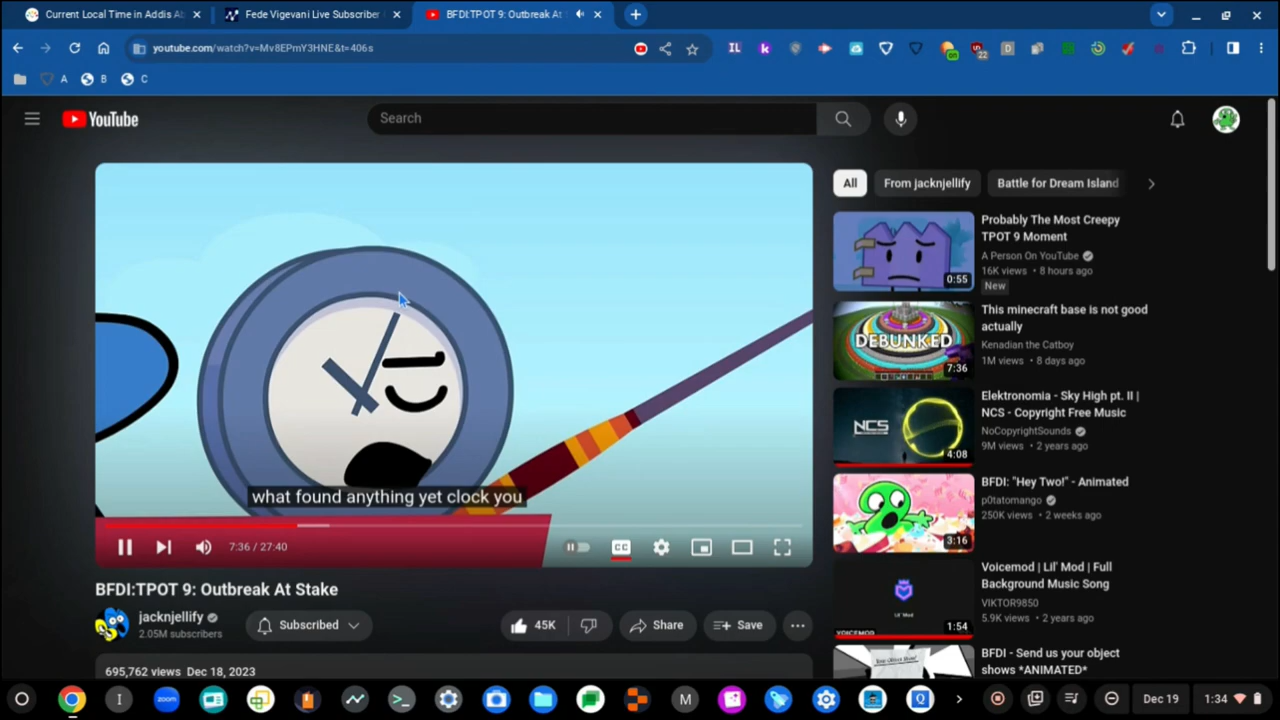 Current Local Time in Addis Ab
Fede Vigevani Live Subscriber
BFDI:TPOT 9: Outbreak At
youtube.com/watch?v=Mv8EPmY3HNE&t=406s
IL
k
on
22
D
A
B
C
YouTube
Search
All
From jacknjellify
Battle for Dream Island
Probably The Most Creepy
TPOT 9 Moment
A Person On YouTube
16K views • 8 hours ago
New
0:55
This minecraft base is not good
actually
Kenadian the Catboy
1M views • 8 days ago
DEBUNKED
7:36
Elektronomia - Sky High pt. II |
NCS - Copyright Free Music
NoCopyrightSounds
9M views • 2 years ago
NCS
4:08
BFDI: "Hey Two!" - Animated
p0tatomango
250K views • 2 weeks ago
3:16
Voicemod | Lil' Mod | Full
Background Music Song
VIKTOR9850
5.9K views • 2 years ago
Lil' Mod
VOICEMOD
1:54
BFDI - Send us your object
shows *ANIMATED*
what found anything yet clock you
7:36 / 27:40
CC
BFDI:TPOT 9: Outbreak At Stake
jacknjellify
2.05M subscribers
Subscribed
45K
Share
Save
695,762 views Dec 18, 2023
I
zoom
M
Q
Dec 19
1:34